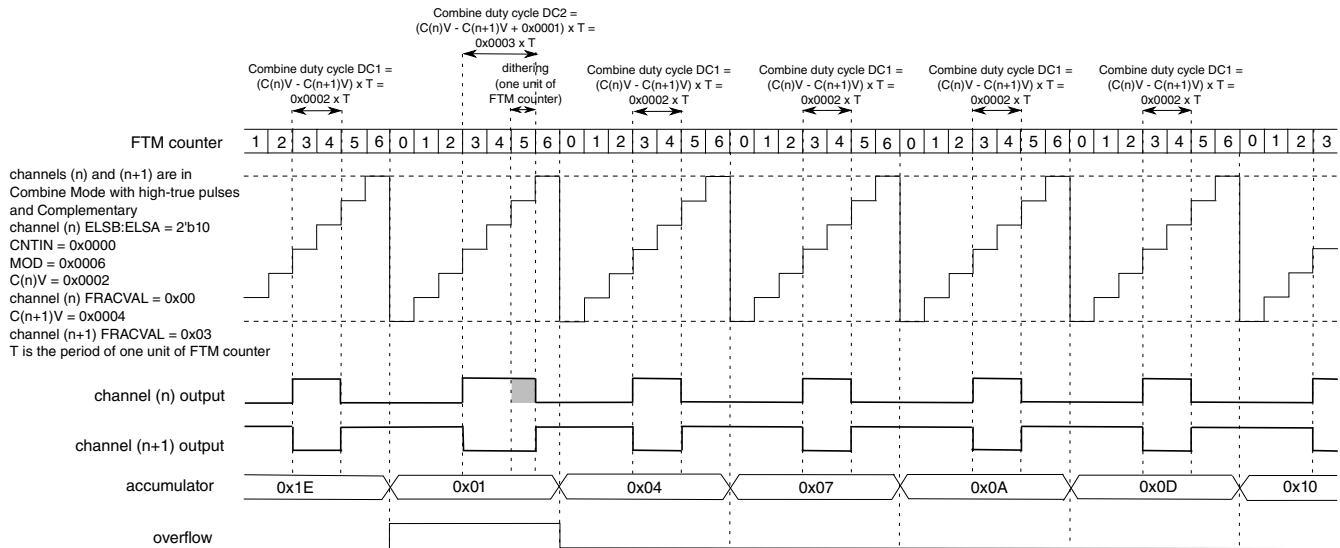 Combine duty cycle DC2 =
(C(n)V - C(n+1)V + 0x0001) x T =
0x0003 x T
Combine duty cycle DC1 =
(C(n)V - C(n+1)V) x T =
0x0002 x T
dithering
(one unit of
FTM counter)
Combine duty cycle DC1 =
(C(n)V - C(n+1)V) x T =
0x0002 x T
Combine duty cycle DC1 =
(C(n)V - C(n+1)V) x T =
0x0002 x T
Combine duty cycle DC1 =
(C(n)V - C(n+1)V) x T =
0x0002 x T
Combine duty cycle DC1 =
(C(n)V - C(n+1)V) x T =
0x0002 x T
FTM counter 1 2 3 4 5 6 0 1 2 3 4 5 6 0 1 2 3 4 5 6 0 1 2 3 4 5 6 0 1 2 3 4 5 6 0 1 2 3 4 5 6 0 1 2 3
channels (n) and (n+1) are in
Combine Mode with high-true pulses
and Complementary
channel (n) ELSB:ELSA = 2'b10
CNTIN = 0x0000
MOD = 0x0006
C(n)V = 0x0002
channel (n) FRACVAL = 0x00
C(n+1)V = 0x0004
channel (n+1) FRACVAL = 0x03
T is the period of one unit of FTM counter
channel (n) output
channel (n+1) output
accumulator 0x1E 0x01 0x04 0x07 0x0A 0x0D 0x10
overflow